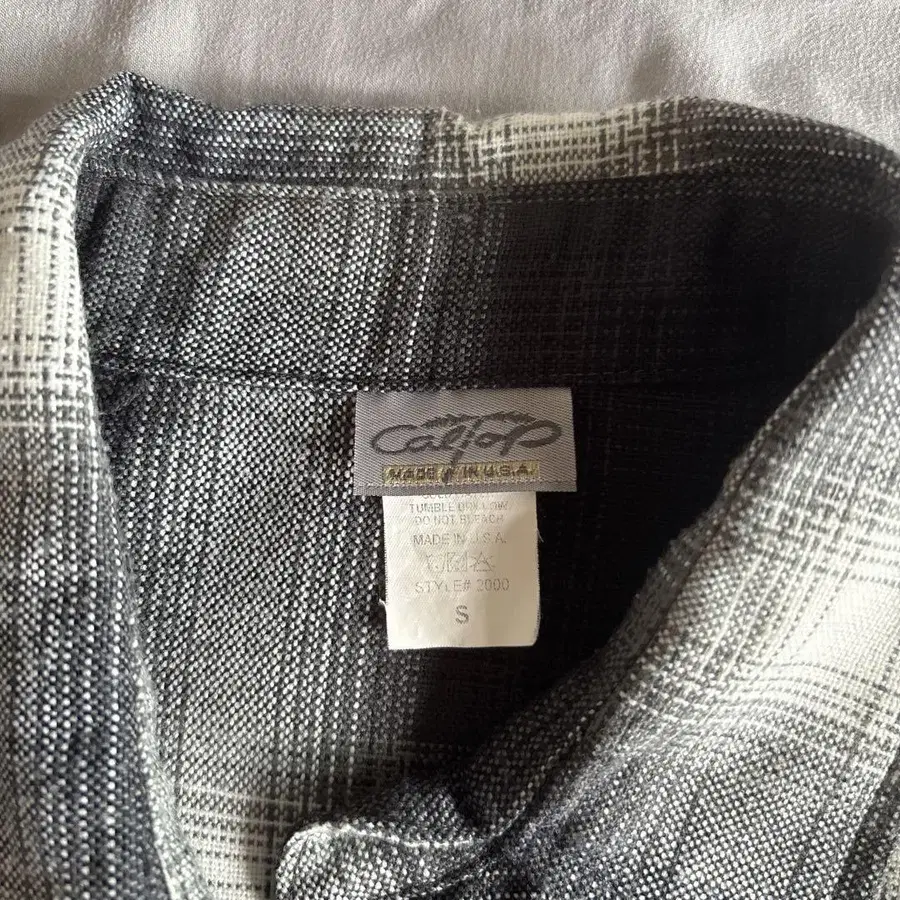 CalTop
MADE IN U.S.A.
TUMBLE DRY LOW
DO NOT BLEACH
MADE IN U.S.A.
STYLE# 2000
S